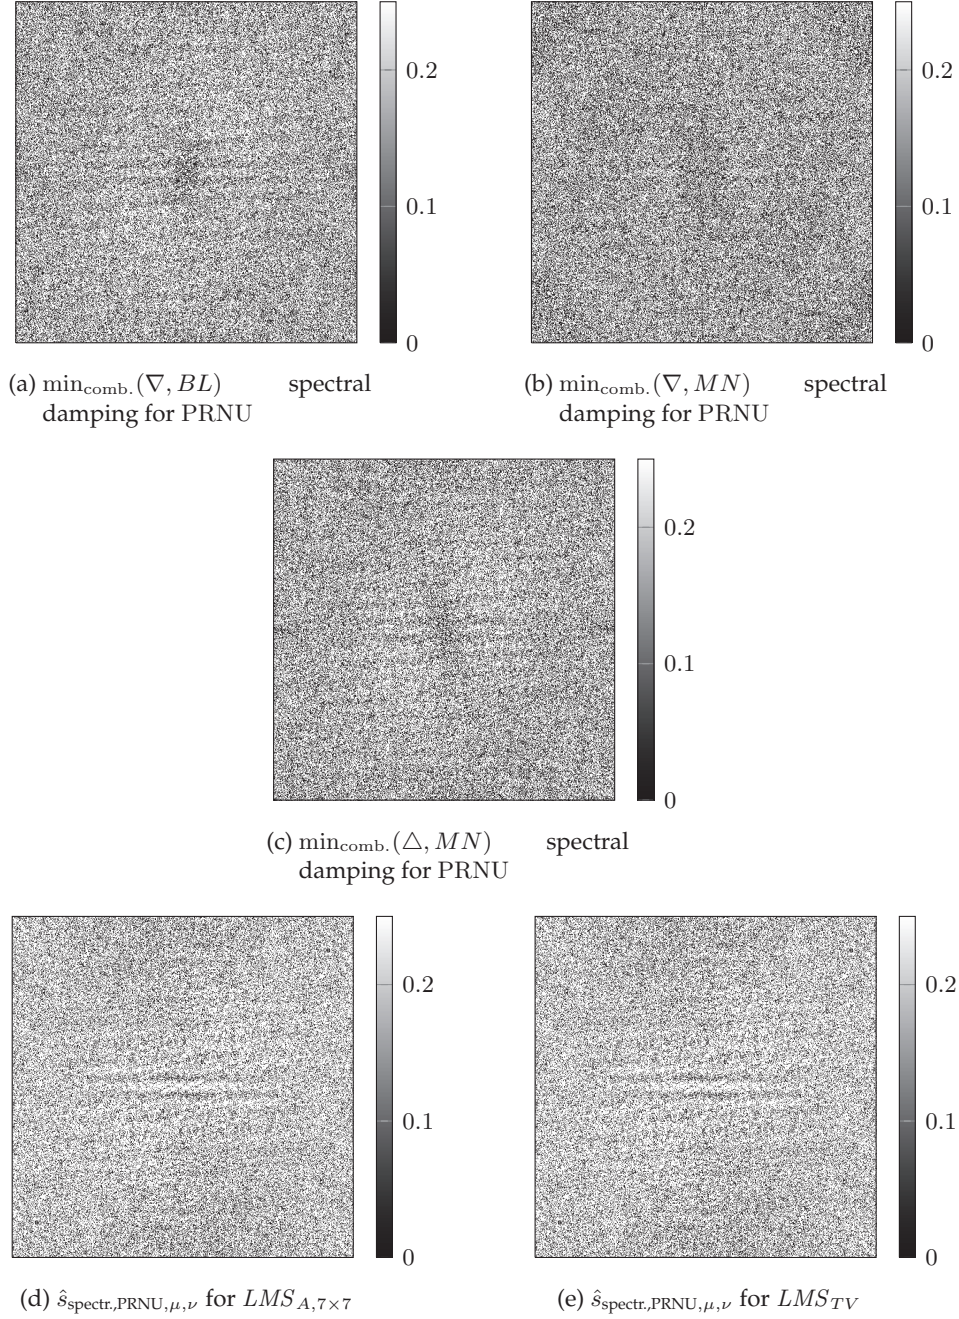 0.2
0.1
0
0.2
0.1
0
(a) min_comb.(∇, BL) spectral
damping for PRNU
(b) min_comb.(∇, MN) spectral
damping for PRNU
0.2
0.1
0
(c) min_comb.(△, MN) spectral
damping for PRNU
0.2
0.1
0
0.2
0.1
0
(d) ŝ_spectr.,PRNU,μ,ν for LMS_A,7×7
(e) ŝ_spectr.,PRNU,μ,ν for LMS_TV